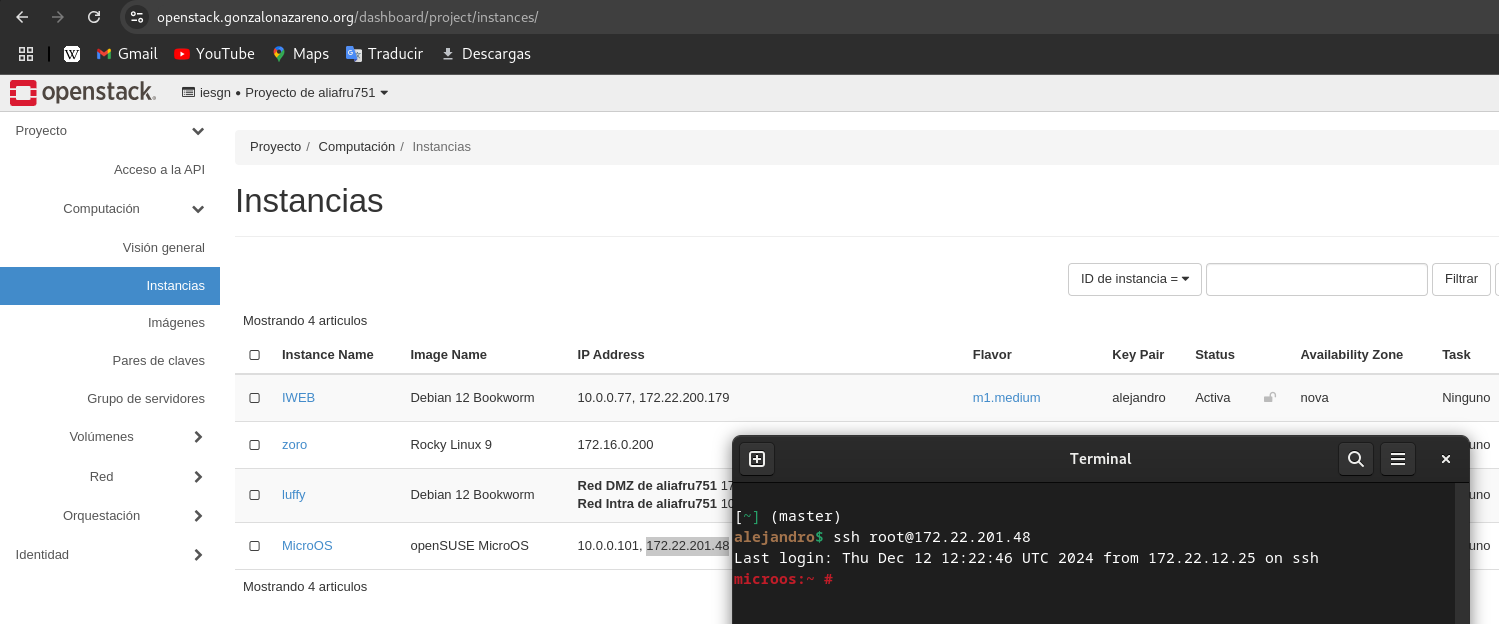 openstack.gonzalonazareno.org/dashboard/project/instances/
W Gmail YouTube Maps Traducir Descargas
openstack. iesgn • Proyecto de aliafru751
Proyecto
Acceso a la API
Computación
Visión general
Instancias
Imágenes
Pares de claves
Grupo de servidores
Volúmenes
Red
Orquestación
Identidad
Proyecto / Computación / Instancias
Instancias
ID de instancia = Filtrar
Mostrando 4 articulos
Instance Name Image Name IP Address Flavor Key Pair Status Availability Zone Task
IWEB Debian 12 Bookworm 10.0.0.77, 172.22.200.179 m1.medium alejandro Activa nova Ninguno
zoro Rocky Linux 9 172.16.0.200
luffy Debian 12 Bookworm Red DMZ de aliafru751
Red Intra de aliafru751
MicroOS openSUSE MicroOS 10.0.0.101, 172.22.201.48
Mostrando 4 articulos
Terminal
[~] (master)
alejandro$ ssh root@172.22.201.48
Last login: Thu Dec 12 12:22:46 UTC 2024 from 172.22.12.25 on ssh
microos:~ #